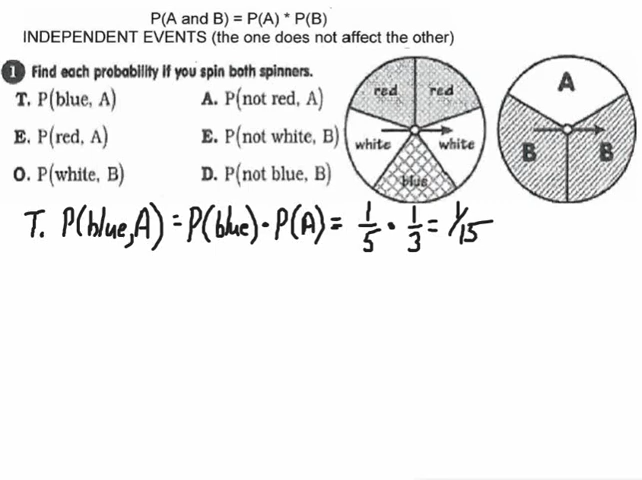 P(A and B) = P(A) * P(B)
INDEPENDENT EVENTS (the one does not affect the other)
1 Find each probability if you spin both spinners.
T. P(blue, A) A. P(not red, A)
E. P(red, A) E. P(not white, B)
O. P(white, B) D. P(not blue, B)
red red
white white
blue
A
B B
T. P(blue,A) = P(blue) · P(A) = 1/5 · 1/3 = 1/15